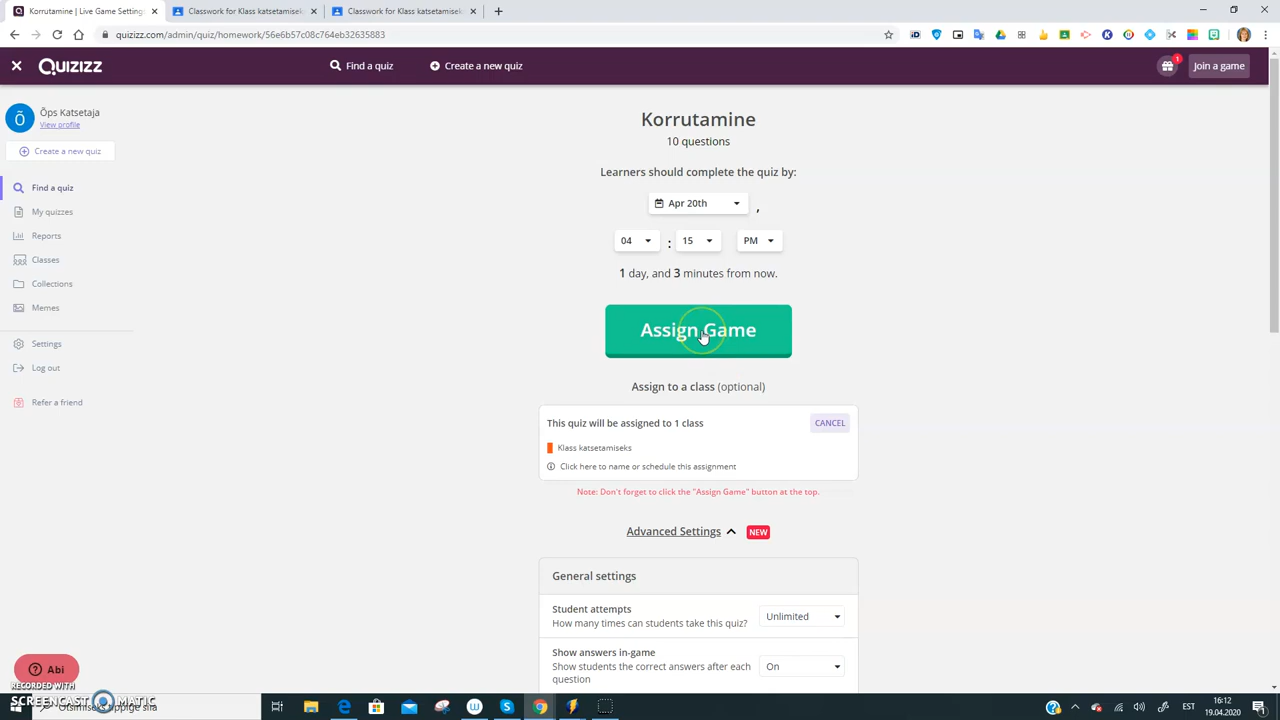 Korrutamine | Live Game Setting
Classwork for Klass katsetamisek
Classwork for Klass katsetamisek
quizizz.com/admin/quiz/homework/56e6b57c08c764eb32635883
Quizizz
Find a quiz
Create a new quiz
1
Join a game
Õ
Õps Katsetaja
View profile
Create a new quiz
Find a quiz
My quizzes
Reports
Classes
Collections
Memes
Settings
Log out
Refer a friend
Korrutamine
10 questions
Learners should complete the quiz by:
Apr 20th ,
04 : 15 PM
1 day, and 3 minutes from now.
Assign Game
Assign to a class (optional)
This quiz will be assigned to 1 class
CANCEL
Klass katsetamiseks
Click here to name or schedule this assignment
Note: Don't forget to click the "Assign Game" button at the top.
Advanced Settings NEW
General settings
Student attempts
How many times can students take this quiz?
Unlimited
Show answers in-game
Show students the correct answers after each
question
On
Abi
RECORDED WITH
SCREENCAST MATIC
EST
16:12
19.04.2020